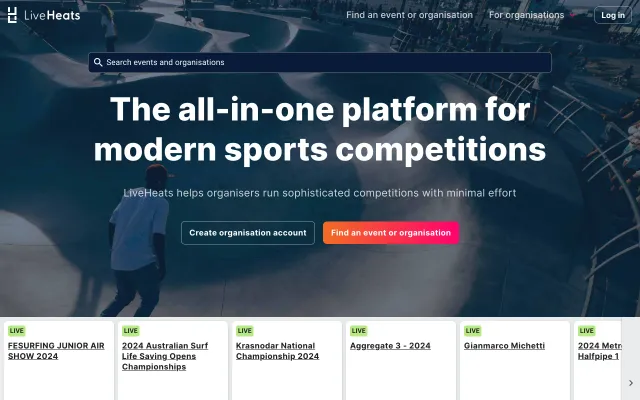 LiveHeats
Find an event or organisation
For organisations
Log in
Search events and organisations
The all-in-one platform for
modern sports competitions
LiveHeats helps organisers run sophisticated competitions with minimal effort
Create organisation account
Find an event or organisation
LIVE
FESURFING JUNIOR AIR
SHOW 2024
LIVE
2024 Australian Surf
Life Saving Opens
Championships
LIVE
Krasnodar National
Championship 2024
LIVE
Aggregate 3 - 2024
LIVE
Gianmarco Michetti
LIVE
2024 Metr
Halfpipe 1